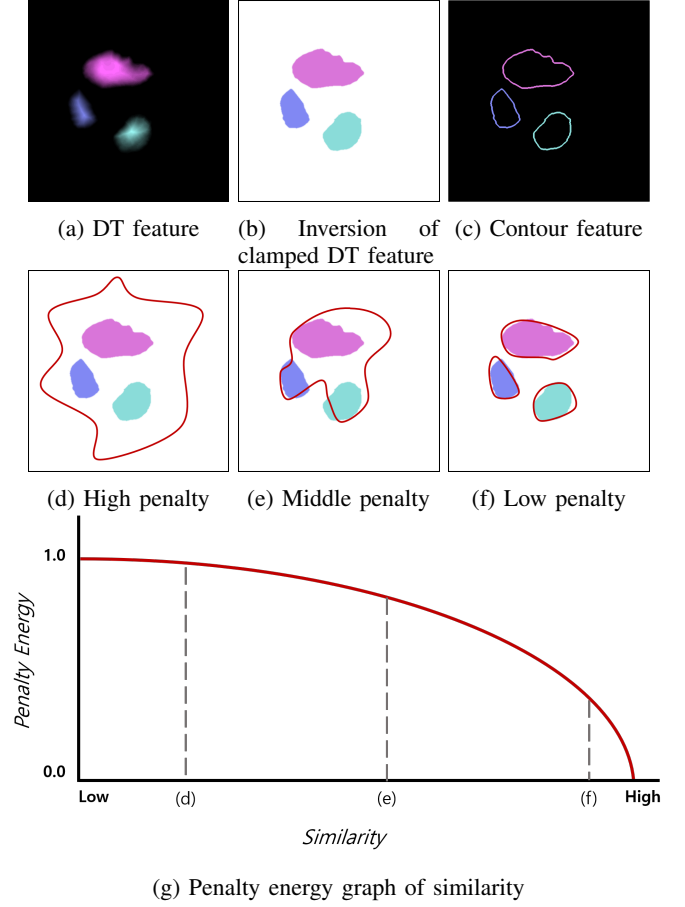 (a) DT feature
(b) Inversion of
clamped DT feature
(c) Contour feature
(d) High penalty
(e) Middle penalty
(f) Low penalty
1.0
Penalty Energy
0.0
Low
(d)
(e)
(f)
High
Similarity
(g) Penalty energy graph of similarity